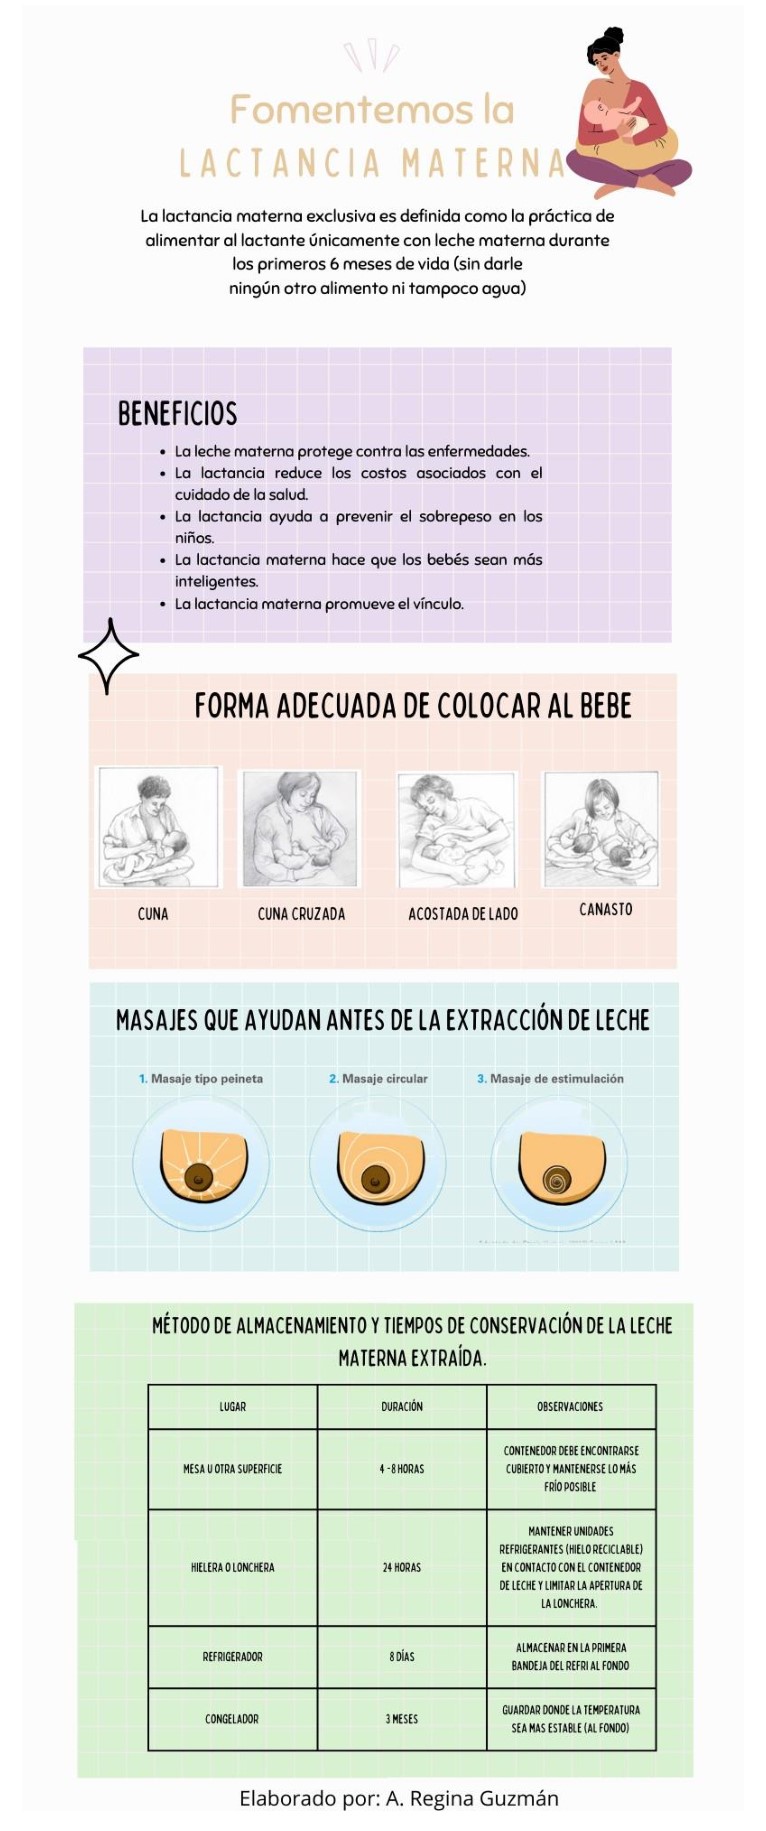 Fomentemos la
LACTANCIA MATERNA
La lactancia materna exclusiva es definida como la práctica de
alimentar al lactante únicamente con leche materna durante
los primeros 6 meses de vida (sin darle
ningún otro alimento ni tampoco agua)
BENEFICIOS
• La leche materna protege contra las enfermedades.
• La lactancia reduce los costos asociados con el
cuidado de la salud.
• La lactancia ayuda a prevenir el sobrepeso en los
niños.
• La lactancia materna hace que los bebés sean más
inteligentes.
• La lactancia materna promueve el vínculo.
FORMA ADECUADA DE COLOCAR AL BEBE
CUNA
CUNA CRUZADA
ACOSTADA DE LADO
CANASTO
MASAJES QUE AYUDAN ANTES DE LA EXTRACCIÓN DE LECHE
1. Masaje tipo peineta
2. Masaje circular
3. Masaje de estimulación
MÉTODO DE ALMACENAMIENTO Y TIEMPOS DE CONSERVACIÓN DE LA LECHE
MATERNA EXTRAÍDA.
LUGAR
DURACIÓN
OBSERVACIONES
MESA U OTRA SUPERFICIE
4 -8 HORAS
CONTENEDOR DEBE ENCONTRARSE
CUBIERTO Y MANTENERSE LO MÁS
FRÍO POSIBLE
HIELERA O LONCHERA
24 HORAS
MANTENER UNIDADES
REFRIGERANTES (HIELO RECICLABLE)
EN CONTACTO CON EL CONTENEDOR
DE LECHE Y LIMITAR LA APERTURA DE
LA LONCHERA.
REFRIGERADOR
8 DÍAS
ALMACENAR EN LA PRIMERA
BANDEJA DEL REFRI AL FONDO
CONGELADOR
3 MESES
GUARDAR DONDE LA TEMPERATURA
SEA MAS ESTABLE (AL FONDO)
Elaborado por: A. Regina Guzmán